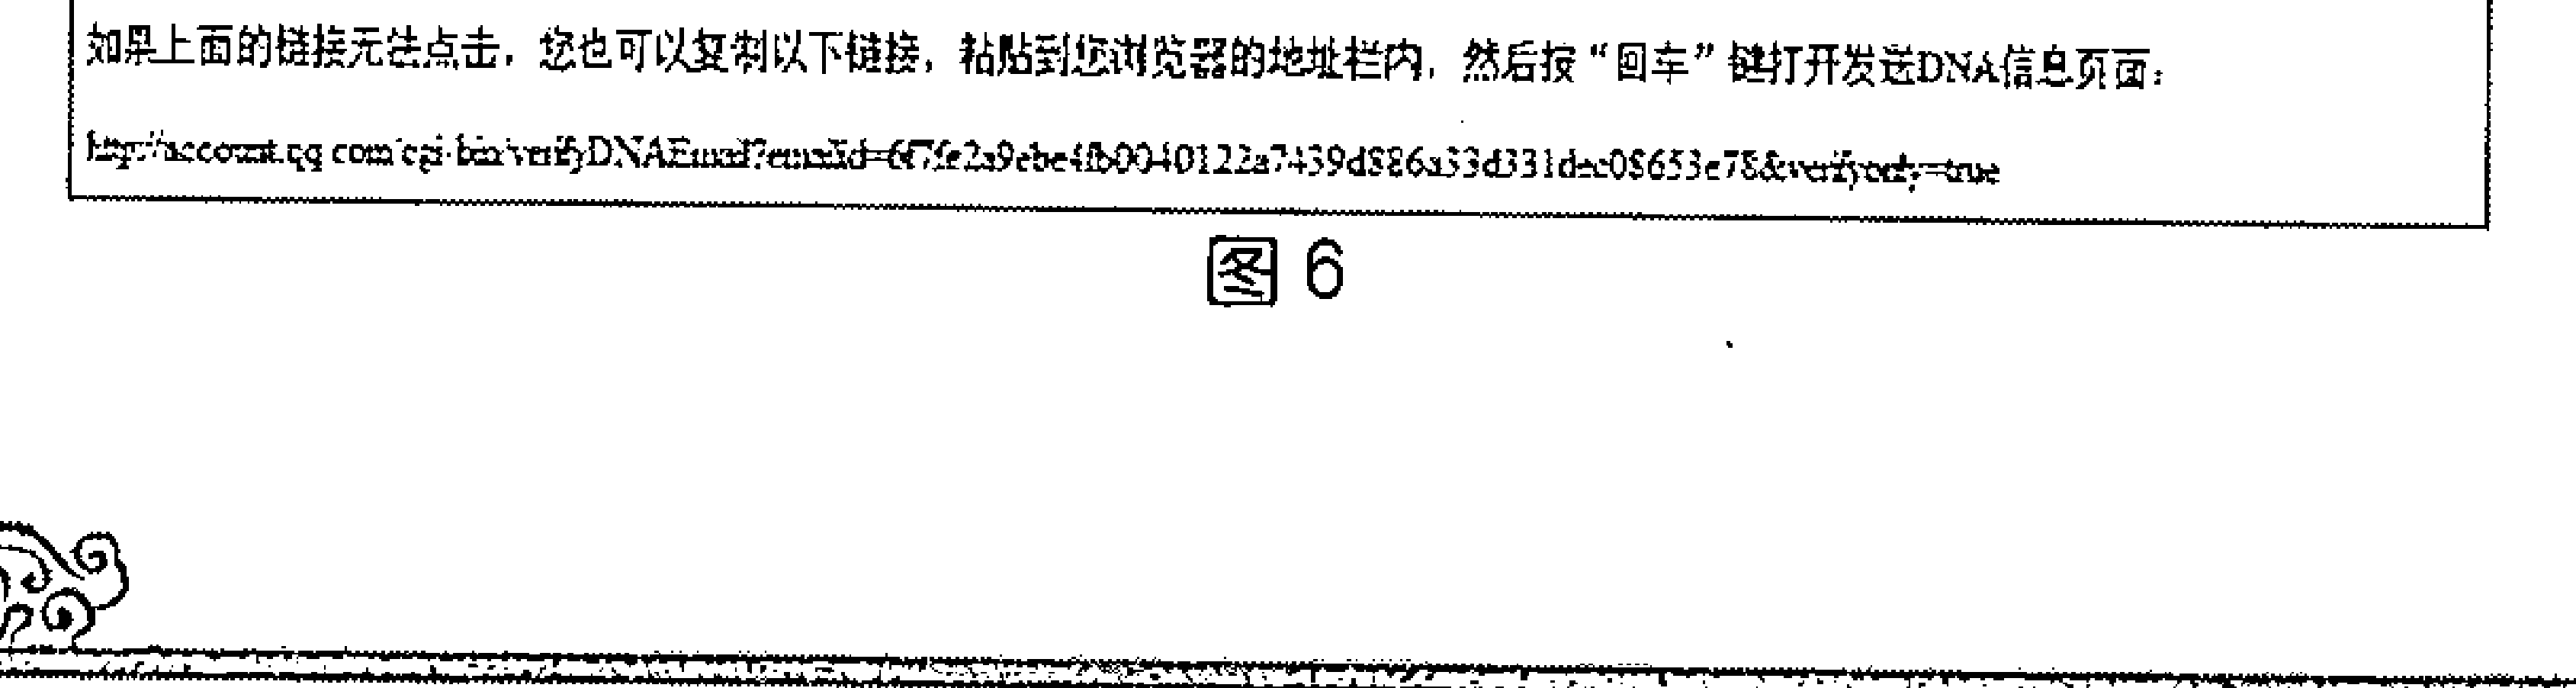 如果上面的链接无法点击，您也可以复制以下链接，粘贴到您浏览器的地址栏内，然后按“回车”键打开发送DNA信息页面：
http://account.qq.com/cgi-bin/verifyDNAEmail?emailid=6f7fe2a9ebe4fb0040122a7439d886a33d331dec08653e78&verifyonly=true
图 6